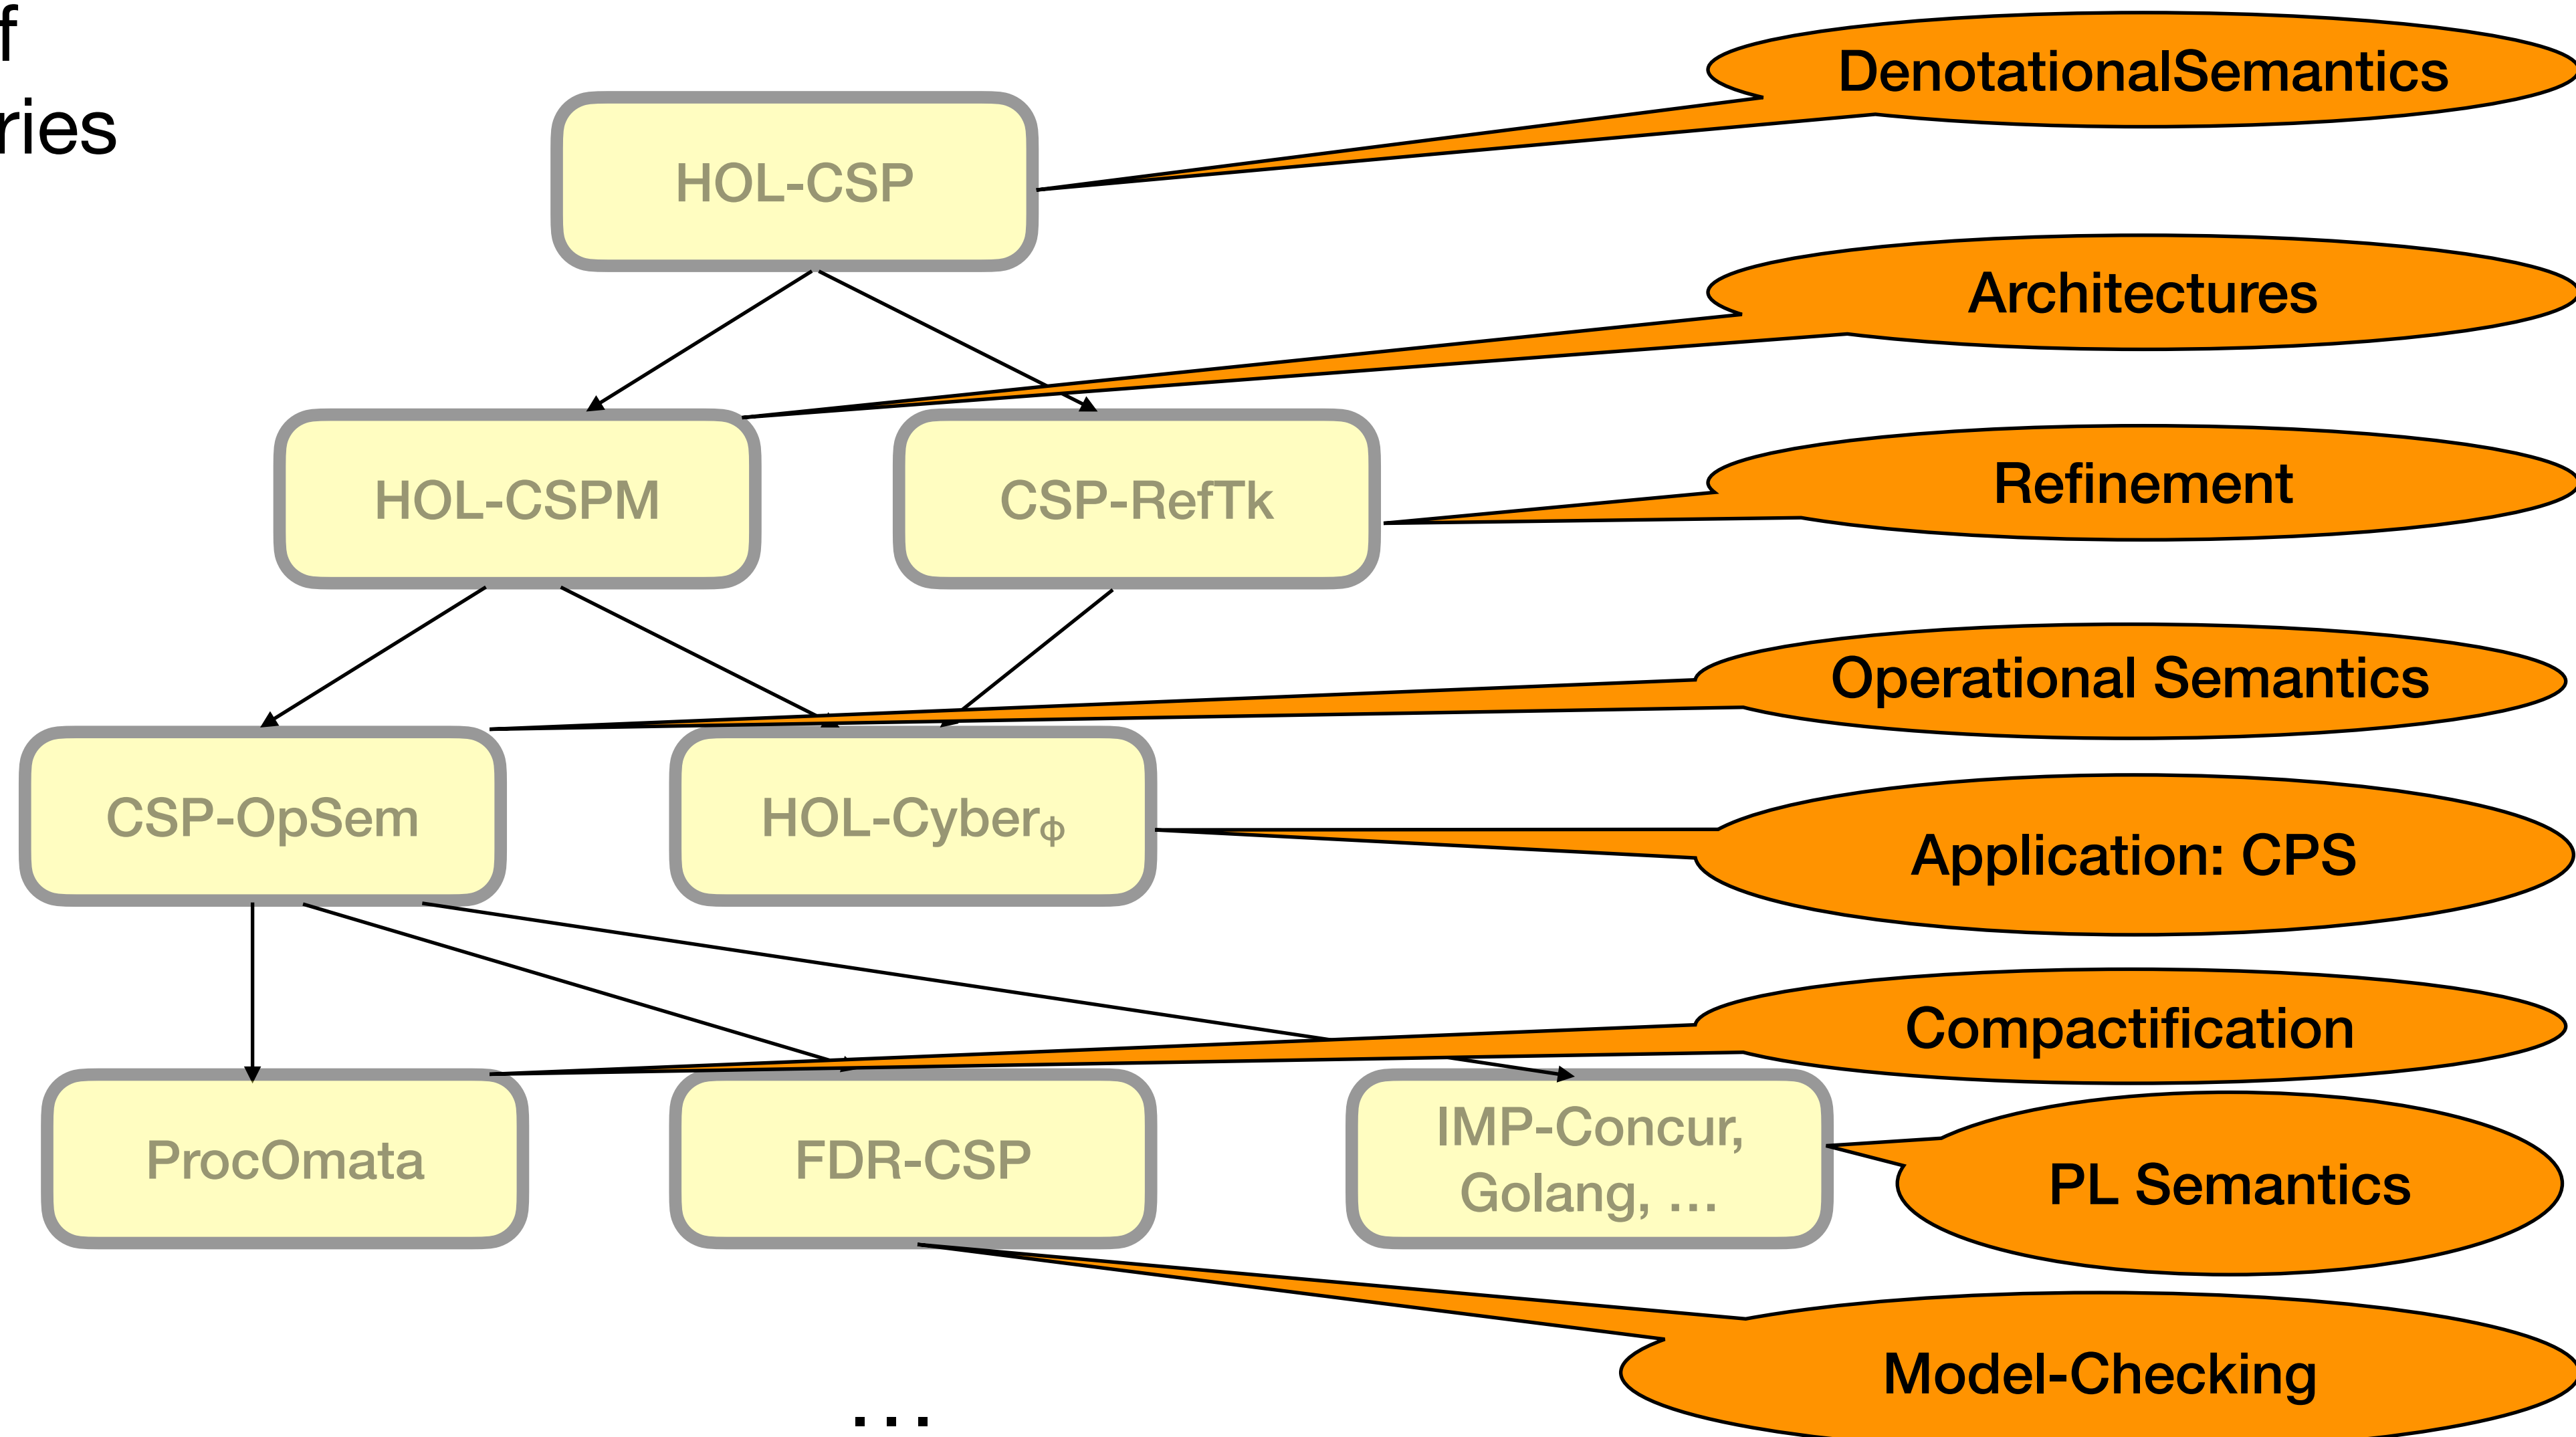 f
ries
DenotationalSemantics
HOL-CSP
Architectures
HOL-CSPM
CSP-RefTk
Refinement
Operational Semantics
CSP-OpSem
HOL-Cyberᵩ
Application: CPS
Compactification
ProcOmata
FDR-CSP
IMP-Concur,
Golang, …
PL Semantics
Model-Checking
…